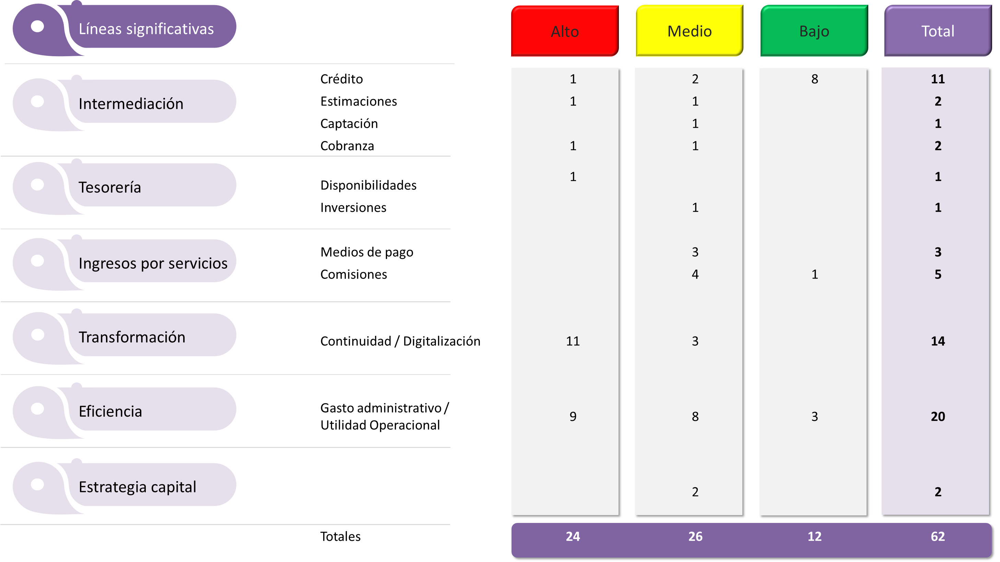 Líneas significativas Alto Medio Bajo Total
Crédito 1 2 8 11
Intermediación
Estimaciones 1 1 2
Captación 1 1
Cobranza 1 1 2
Tesorería
Disponibilidades 1 1
Inversiones 1 1
Ingresos por servicios
Medios de pago 3 3
Comisiones 4 1 5
Transformación
Continuidad / Digitalización 11 3 14
Eficiencia
Gasto administrativo /
Utilidad Operacional 9 8 3 20
Estrategia capital 2 2
Totales 24 26 12 62